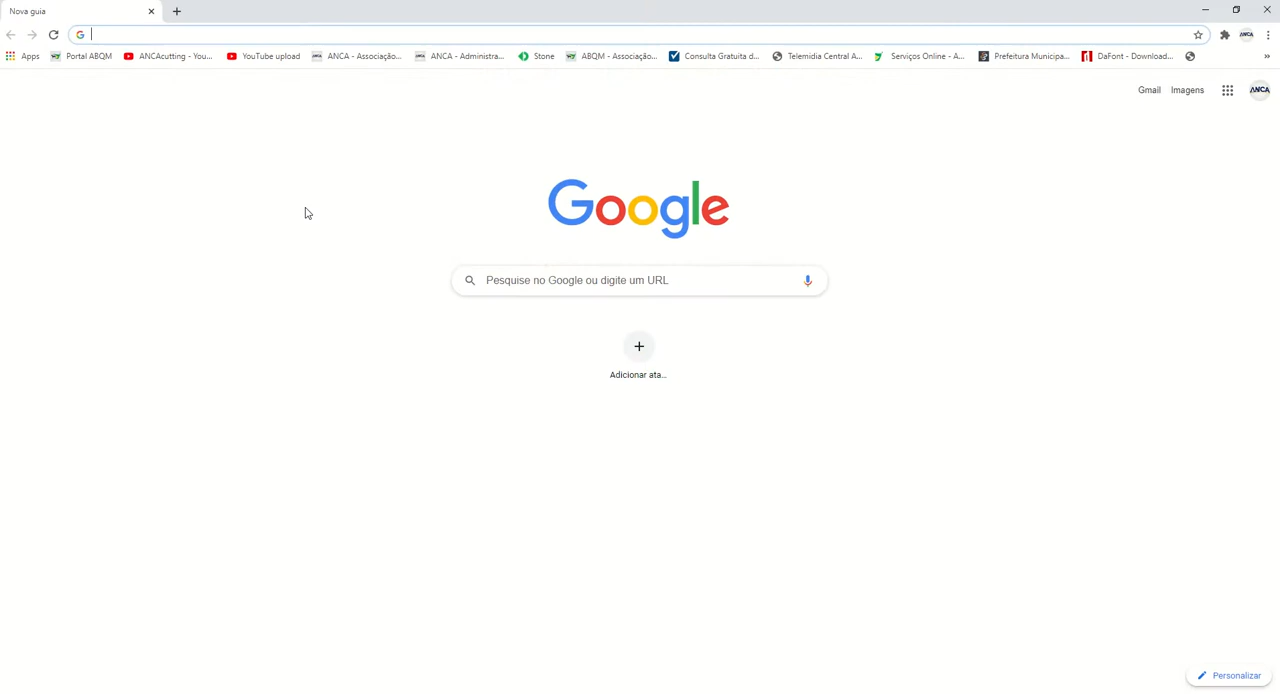 Nova guia
Apps Portal ABQM ANCAcutting - You... YouTube upload ANCA - Associação... ANCA - Administra... Stone ABQM - Associação... Consulta Gratuita d... Telemidia Central A... Serviços Online - A... Prefeitura Municipa... DaFont - Download...
Gmail Imagens ANCA
Google
Pesquise no Google ou digite um URL
Adicionar ata...
Personalizar